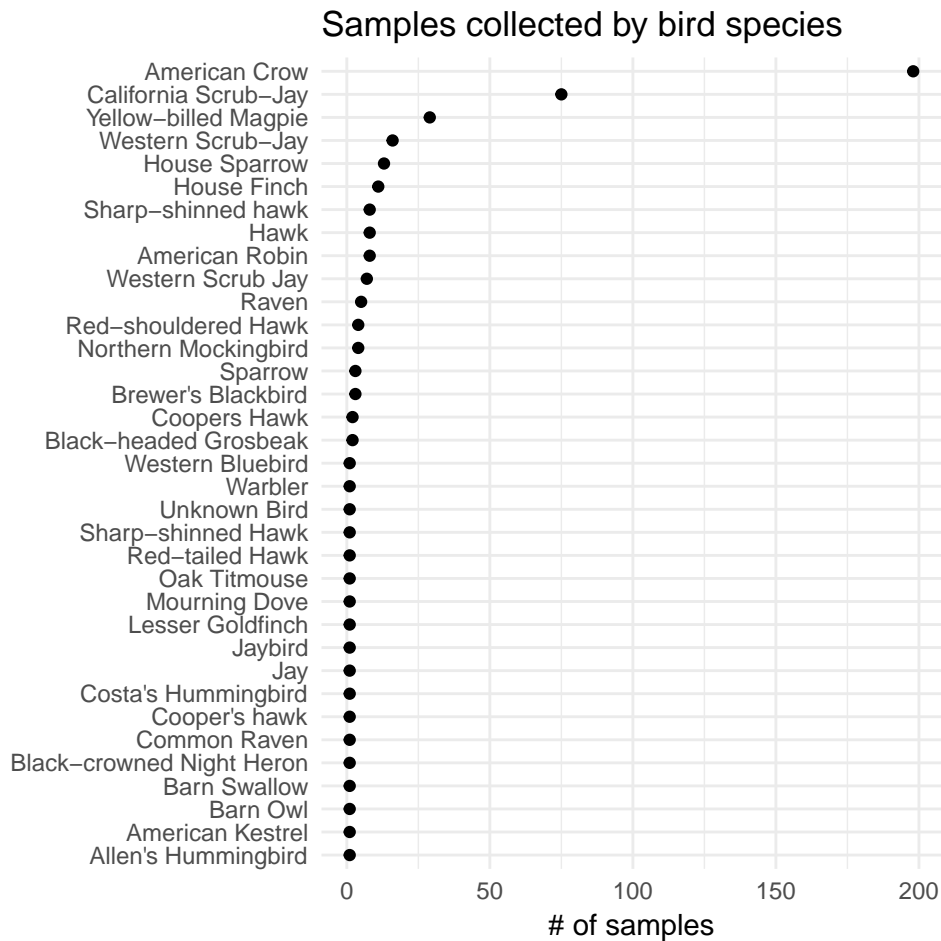 Samples collected by bird species
American Crow
California Scrub−Jay
Yellow−billed Magpie
Western Scrub−Jay
House Sparrow
House Finch
Sharp−shinned hawk
Hawk
American Robin
Western Scrub Jay
Raven
Red−shouldered Hawk
Northern Mockingbird
Sparrow
Brewer's Blackbird
Coopers Hawk
Black−headed Grosbeak
Western Bluebird
Warbler
Unknown Bird
Sharp−shinned Hawk
Red−tailed Hawk
Oak Titmouse
Mourning Dove
Lesser Goldfinch
Jaybird
Jay
Costa's Hummingbird
Cooper's hawk
Common Raven
Black−crowned Night Heron
Barn Swallow
Barn Owl
American Kestrel
Allen's Hummingbird
0 50 100 150 200
# of samples